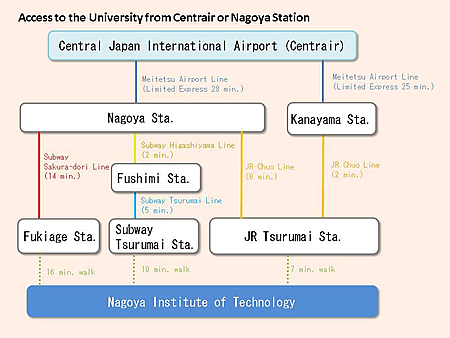 Access to the University from Centrair or Nagoya Station
Central Japan International Airport (Centrair)
Meitetsu Airport Line
(Limited Express 28 min.)
Meitetsu Airport Line
(Limited Express 25 min.)
Nagoya Sta.
Kanayama Sta.
Subway
Sakura-dori Line
(14 min.)
Subway Higashiyama Line
(2 min.)
JR Chuo Line
(6 min.)
JR Chuo Line
(2 min.)
Fushimi Sta.
Subway Tsurumai Line
(5 min.)
Fukiage Sta.
Subway
Tsurumai Sta.
JR Tsurumai Sta.
16 min. walk
10 min. walk
7 min. walk
Nagoya Institute of Technology